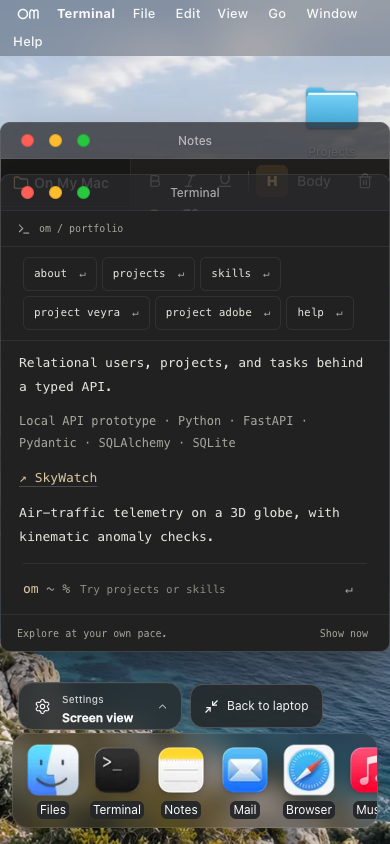 OM Terminal File Edit View Go Window
Help
Projects
Notes
On My Mac B I U H Body
Terminal
>_ om / portfolio
about ↵ projects ↵ skills ↵
project veyra ↵ project adobe ↵ help ↵
Relational users, projects, and tasks behind
a typed API.
Local API prototype · Python · FastAPI ·
Pydantic · SQLAlchemy · SQLite
↗ SkyWatch
Air-traffic telemetry on a 3D globe, with
kinematic anomaly checks.
om ~ % Try projects or skills ↵
Explore at your own pace. Show now
Settings
Screen view
Back to laptop
>_
Files Terminal Notes Mail Browser Mus